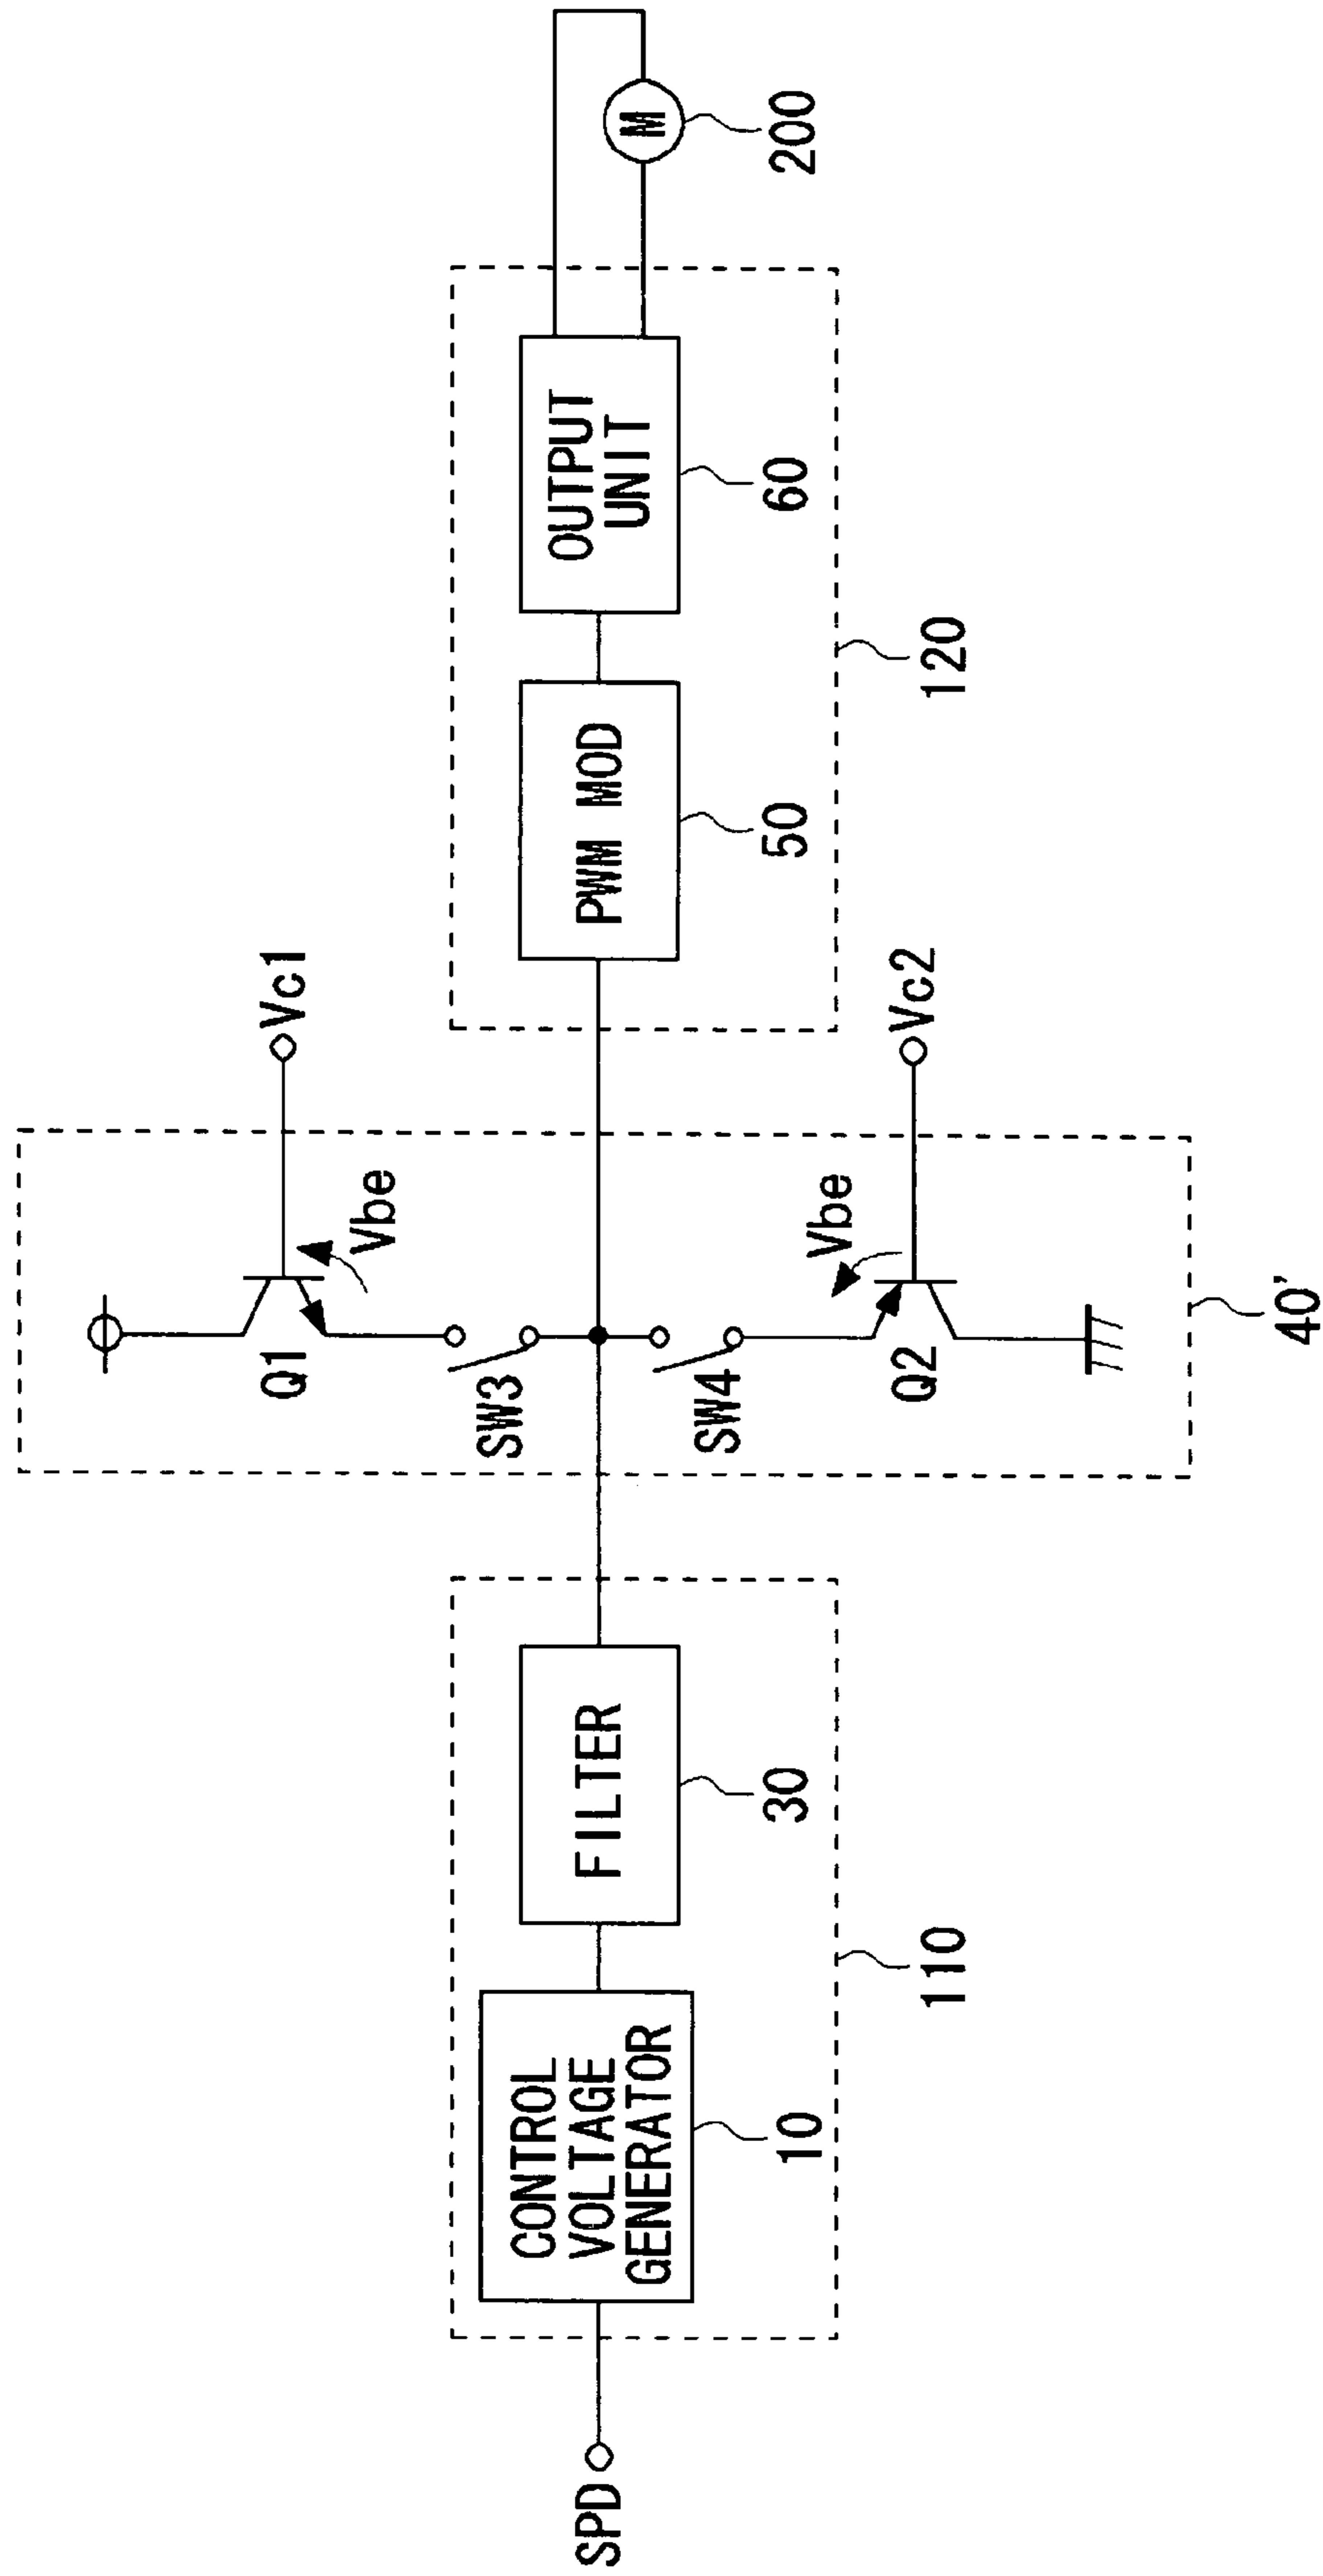 SPD
CONTROL
VOLTAGE
GENERATOR
10
FILTER
30
110
Q1
Vbe
Vc1
SW3
SW4
Q2
Vbe
Vc2
40'
PWM MOD
50
OUTPUT
UNIT
60
120
M
200